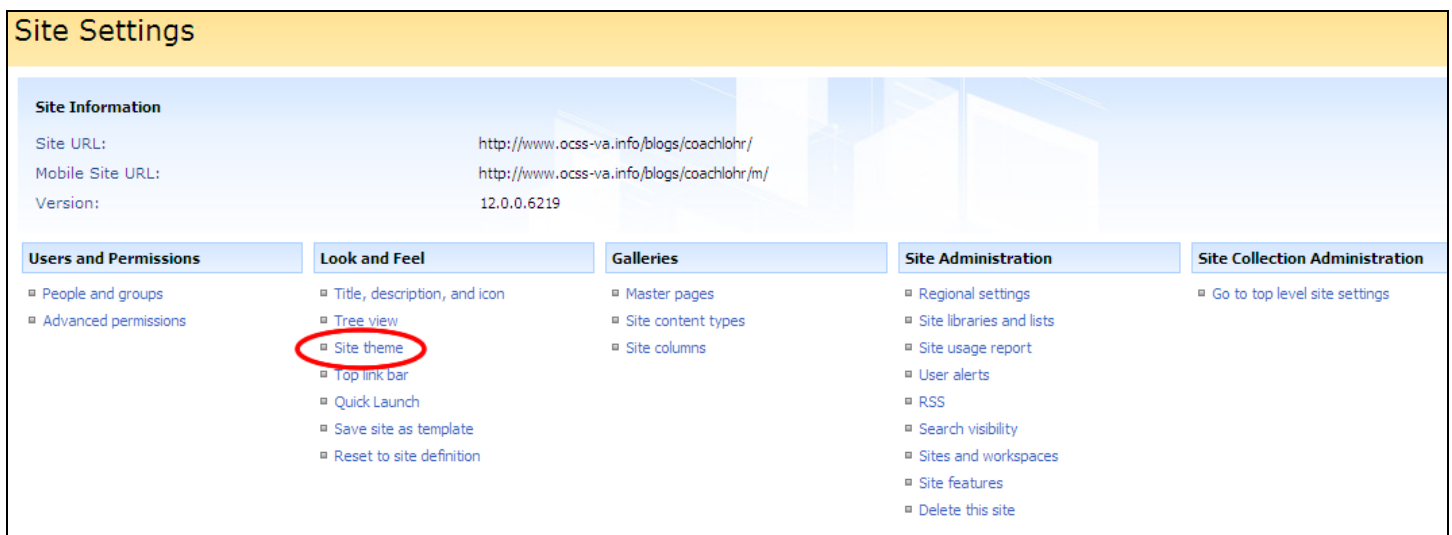 Site Settings
Site Information
Site URL: http://www.ocss-va.info/blogs/coachlohr/
Mobile Site URL: http://www.ocss-va.info/blogs/coachlohr/m/
Version: 12.0.0.6219
Users and Permissions
People and groups
Advanced permissions
Look and Feel
Title, description, and icon
Tree view
Site theme
Top link bar
Quick Launch
Save site as template
Reset to site definition
Galleries
Master pages
Site content types
Site columns
Site Administration
Regional settings
Site libraries and lists
Site usage report
User alerts
RSS
Search visibility
Sites and workspaces
Site features
Delete this site
Site Collection Administration
Go to top level site settings